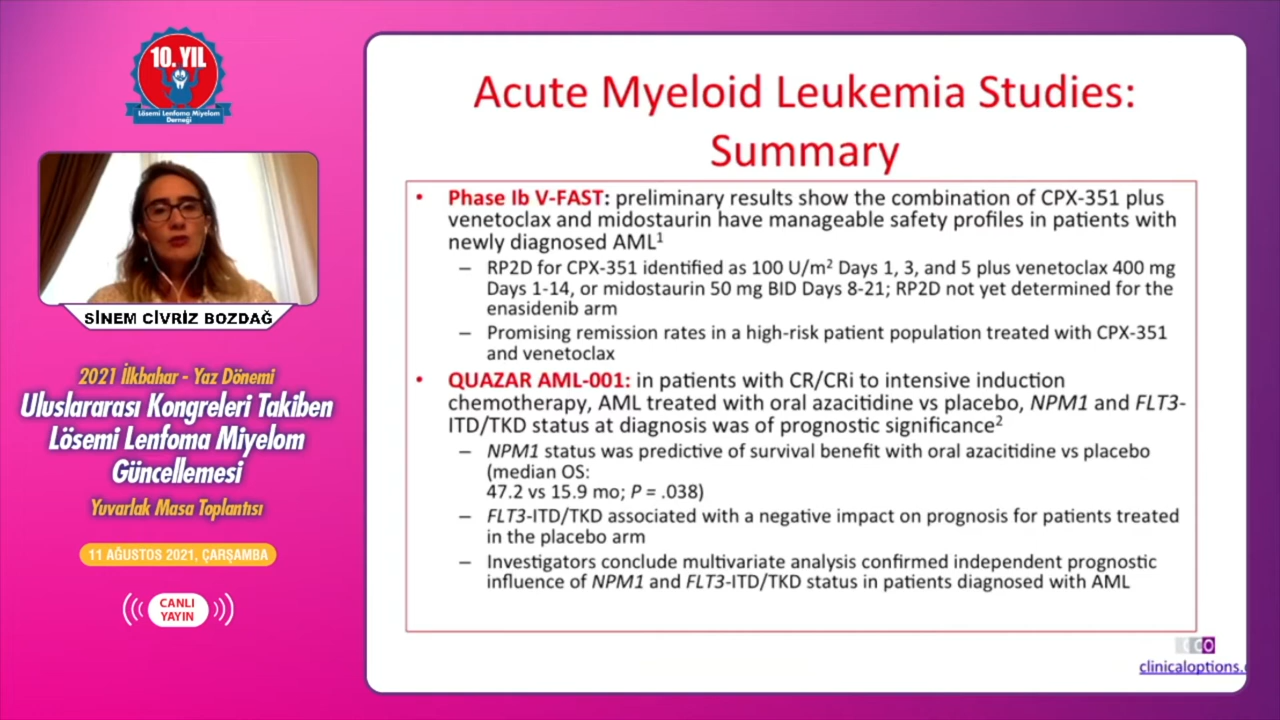 10. YIL
Lösemi Lenfoma Miyelom
Derneği
SİNEM CİVRİZ BOZDAĞ
2021 İlkbahar - Yaz Dönemi
Uluslararası Kongreleri Takiben
Lösemi Lenfoma Miyelom
Güncellemesi
Yuvarlak Masa Toplantısı
11 AĞUSTOS 2021, ÇARŞAMBA
CANLI
YAYIN
Acute Myeloid Leukemia Studies:
Summary
• Phase Ib V-FAST: preliminary results show the combination of CPX-351 plus
venetoclax and midostaurin have manageable safety profiles in patients with
newly diagnosed AML¹
– RP2D for CPX-351 identified as 100 U/m² Days 1, 3, and 5 plus venetoclax 400 mg
Days 1-14, or midostaurin 50 mg BID Days 8-21; RP2D not yet determined for the
enasidenib arm
– Promising remission rates in a high-risk patient population treated with CPX-351
and venetoclax
• QUAZAR AML-001: in patients with CR/CRi to intensive induction
chemotherapy, AML treated with oral azacitidine vs placebo, NPM1 and FLT3-
ITD/TKD status at diagnosis was of prognostic significance²
– NPM1 status was predictive of survival benefit with oral azacitidine vs placebo
(median OS:
47.2 vs 15.9 mo; P = .038)
– FLT3-ITD/TKD associated with a negative impact on prognosis for patients treated
in the placebo arm
– Investigators conclude multivariate analysis confirmed independent prognostic
influence of NPM1 and FLT3-ITD/TKD status in patients diagnosed with AML
CCO
clinicaloptions.